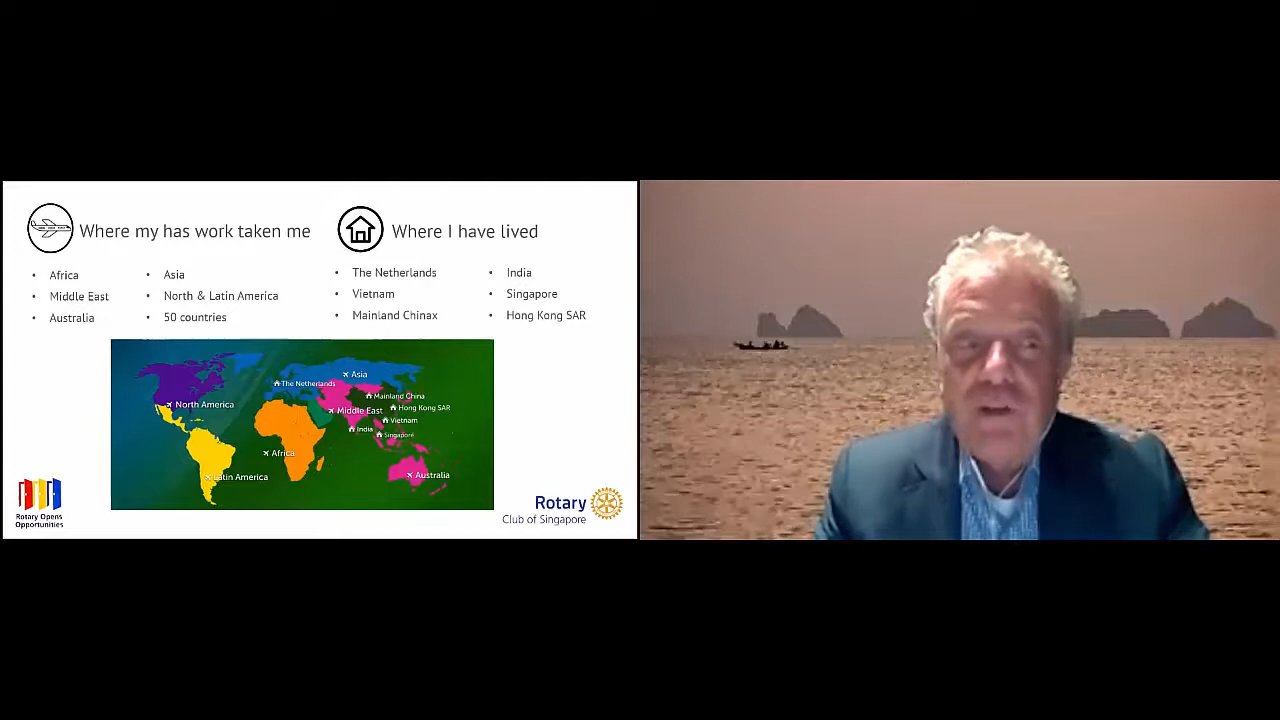 Where my has work taken me
Where I have lived
• Africa
• Middle East
• Australia
• Asia
• North & Latin America
• 50 countries
• The Netherlands
• Vietnam
• Mainland Chinax
• India
• Singapore
• Hong Kong SAR
Asia
The Netherlands
Mainland China
North America
Hong Kong SAR
Middle East
Vietnam
India
Singapore
Africa
Latin America
Australia
Rotary Opens
Opportunities
Rotary
Club of Singapore